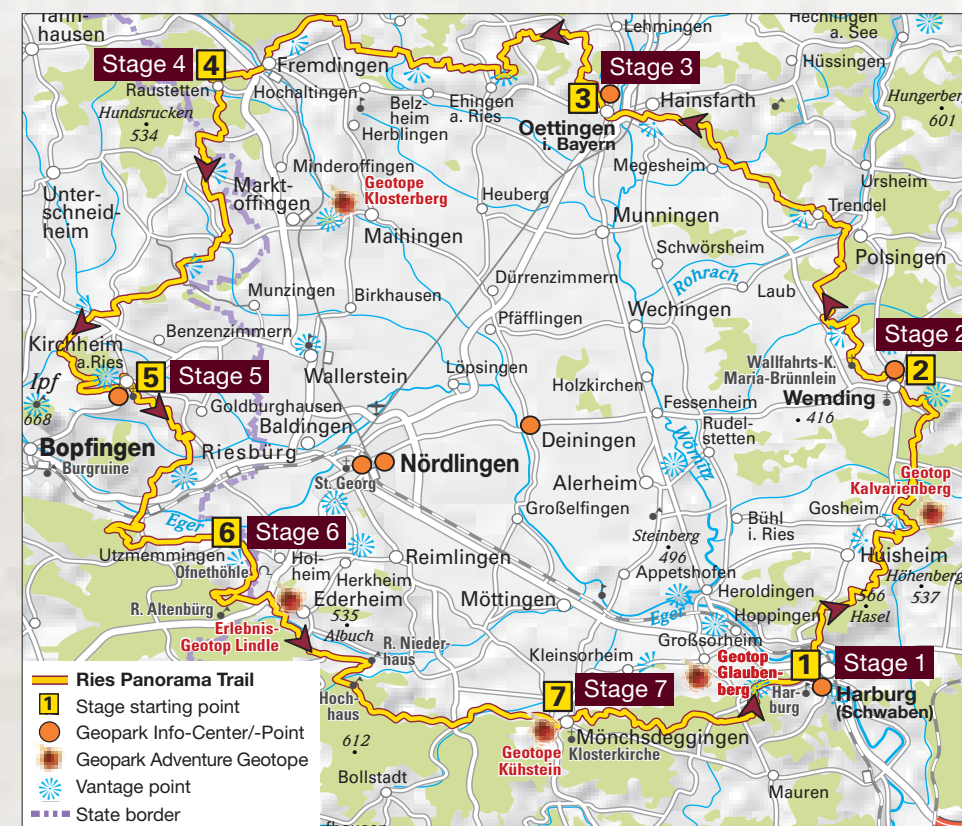 Tann-
hausen
Lehmingen
Hechlingen
a. See
Stage 4
4
Fremdingen
Stage 3
Hüssingen
Raustetten
Hochaltingen
Belz-
heim
Ehingen
a. Ries
3
Hainsfarth
Hungerberg
601
Hundsrucken
534
Herblingen
Oettingen
i. Bayern
Minderoffingen
Megesheim
Ursheim
Unter-
schneid-
heim
Markt-
offingen
Geotope
Klosterberg
Heuberg
Trendel
Maihingen
Munningen
Polsingen
Schwörsheim
Dürrenzimmern
Rohrach
Laub
Munzingen
Birkhausen
Wechingen
Pfäfflingen
Kirchheim
a.Ries
Benzenzimmern
Stage 2
2
Wallfahrts-K.
Maria-Brünnlein
Ipf
668
5
Stage 5
Wallerstein
Löpsingen
Holzkirchen
Wemding
416
Goldburghausen
Fessenheim
Baldingen
Rudel-
stetten
Bopfingen
Burgruine
Riesbürg
Deiningen
Wörnitz
St. Georg
Nördlingen
Geotop
Kalvarienberg
Alerheim
Großelfingen
Gosheim
Eger
6
Stage 6
Bühl
i. Ries
Steinberg
496
Utzmemmingen
Ofnethöhle
Hol-
heim
Reimlingen
Huisheim
Herkheim
Appetshofen
Höhenberg
537
R. Altenbürg
Ederheim
535
Albuch
Möttingen
Heroldingen
Eger
Hoppingen
566
Hasel
Erlebnis-
Geotop Lindle
R. Nieder-
haus
Großsorheim
Kleinsorheim
Geotop
Glauben-
berg
1
Stage 1
Har-
burg
Harburg
(Schwaben)
Hoch-
haus
7
Stage 7
612
Mönchsdeggingen
Klosterkirche
Geotope
Kühstein
Bollstadt
Mauren
Ries Panorama Trail
1
Stage starting point
Geopark Info-Center/-Point
Geopark Adventure Geotope
Vantage point
State border